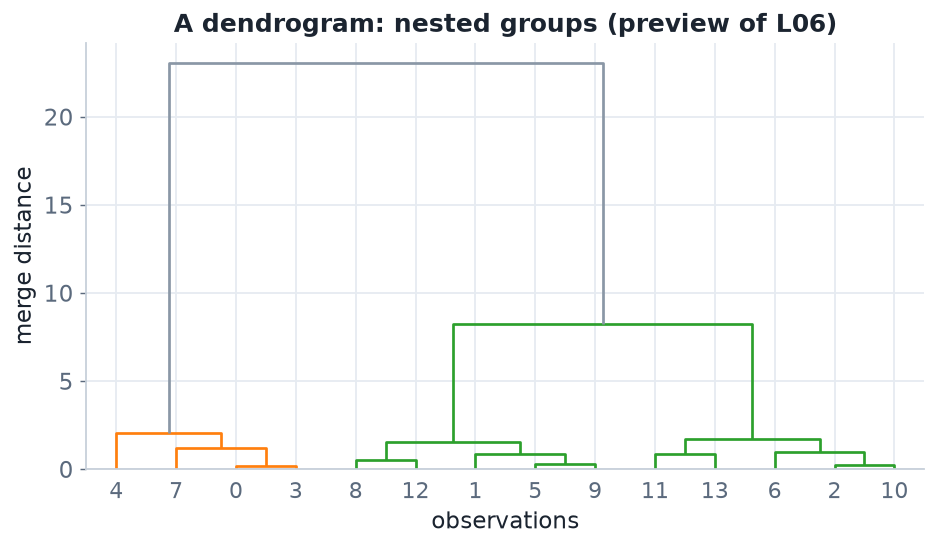 A dendrogram: nested groups (preview of L06)
merge distance
20
15
10
5
0
4 7 0 3 8 12 1 5 9 11 13 6 2 10
observations